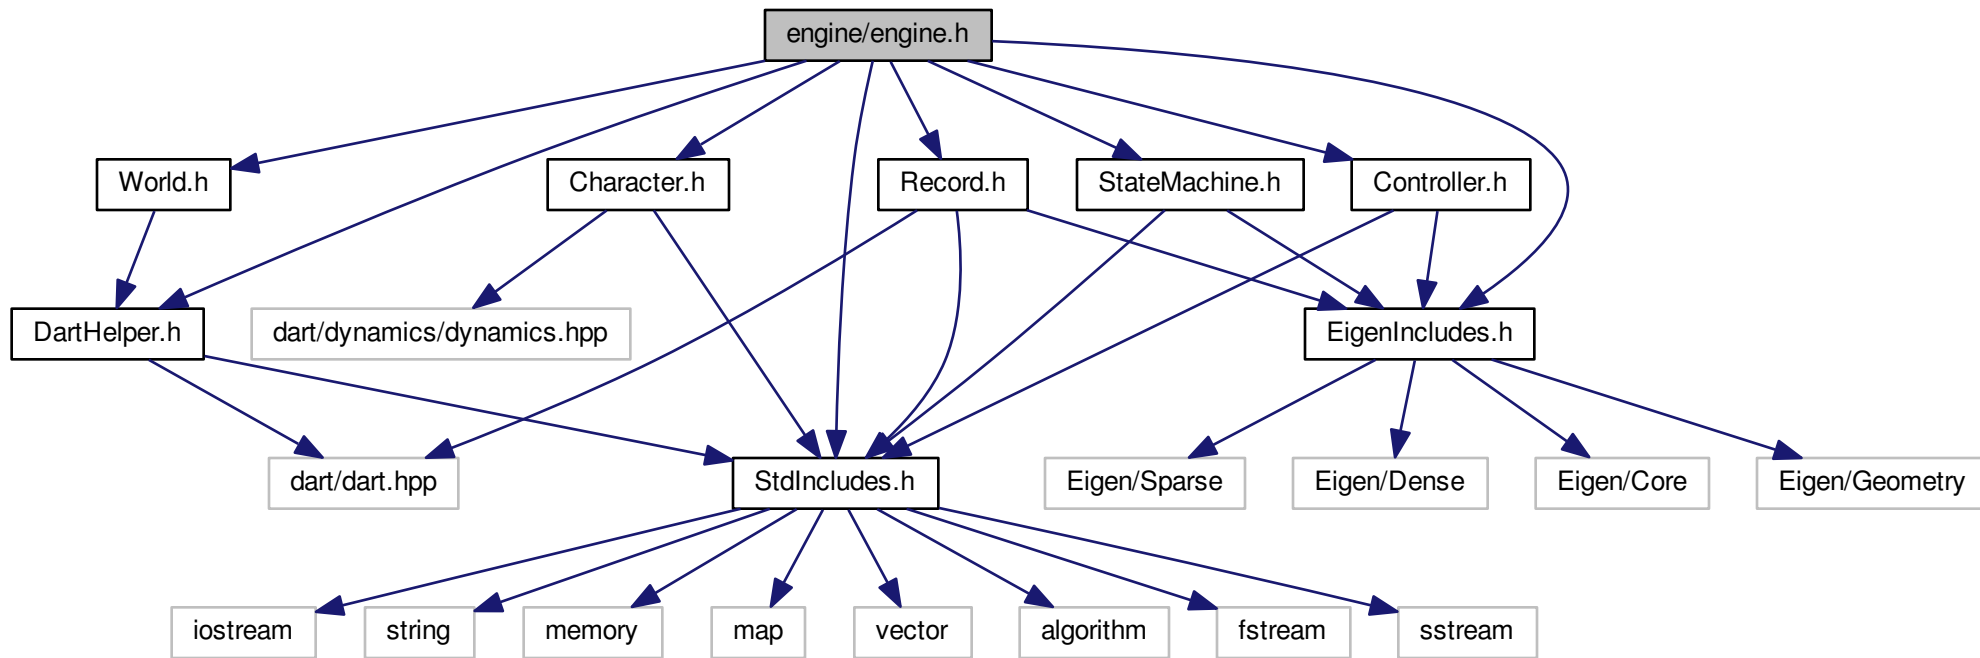 engine/engine.h
World.h
Character.h
Record.h
StateMachine.h
Controller.h
DartHelper.h
dart/dynamics/dynamics.hpp
EigenIncludes.h
dart/dart.hpp
StdIncludes.h
Eigen/Sparse
Eigen/Dense
Eigen/Core
Eigen/Geometry
iostream
string
memory
map
vector
algorithm
fstream
sstream